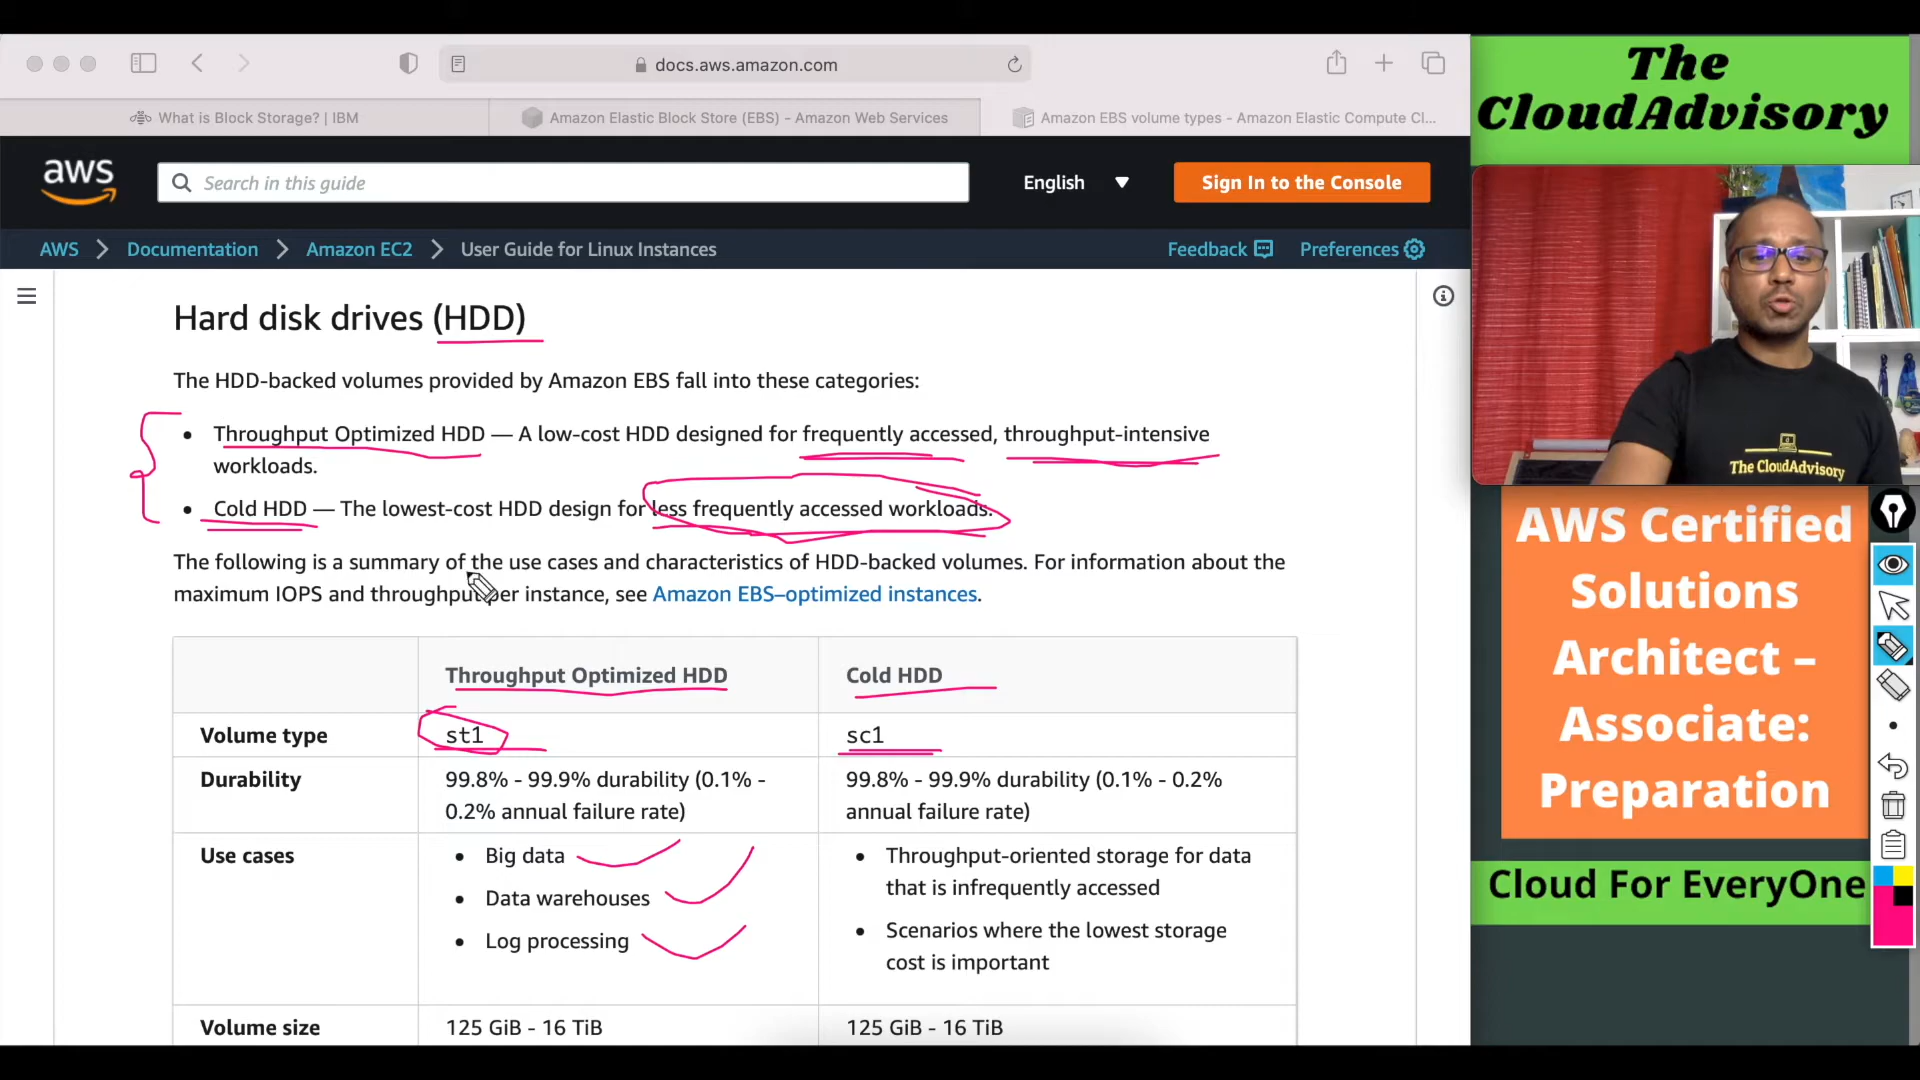 docs.aws.amazon.com
What is Block Storage? | IBM
Amazon Elastic Block Store (EBS) - Amazon Web Services
Amazon EBS volume types - Amazon Elastic Compute Cl...
aws
Search in this guide
English
Sign In to the Console
AWS
Documentation
Amazon EC2
User Guide for Linux Instances
Feedback
Preferences
Hard disk drives (HDD)
The HDD-backed volumes provided by Amazon EBS fall into these categories:
• Throughput Optimized HDD — A low-cost HDD designed for frequently accessed, throughput-intensive
workloads.
• Cold HDD — The lowest-cost HDD design for less frequently accessed workloads.
The following is a summary of the use cases and characteristics of HDD-backed volumes. For information about the
maximum IOPS and throughput per instance, see Amazon EBS–optimized instances.
Throughput Optimized HDD
Cold HDD
Volume type
st1
sc1
Durability
99.8% - 99.9% durability (0.1% -
0.2% annual failure rate)
99.8% - 99.9% durability (0.1% - 0.2%
annual failure rate)
Use cases
• Big data
• Data warehouses
• Log processing
• Throughput-oriented storage for data
that is infrequently accessed
• Scenarios where the lowest storage
cost is important
Volume size
125 GiB - 16 TiB
125 GiB - 16 TiB
The
CloudAdvisory
The CloudAdvisory
AWS Certified
Solutions
Architect –
Associate:
Preparation
Cloud For EveryOne